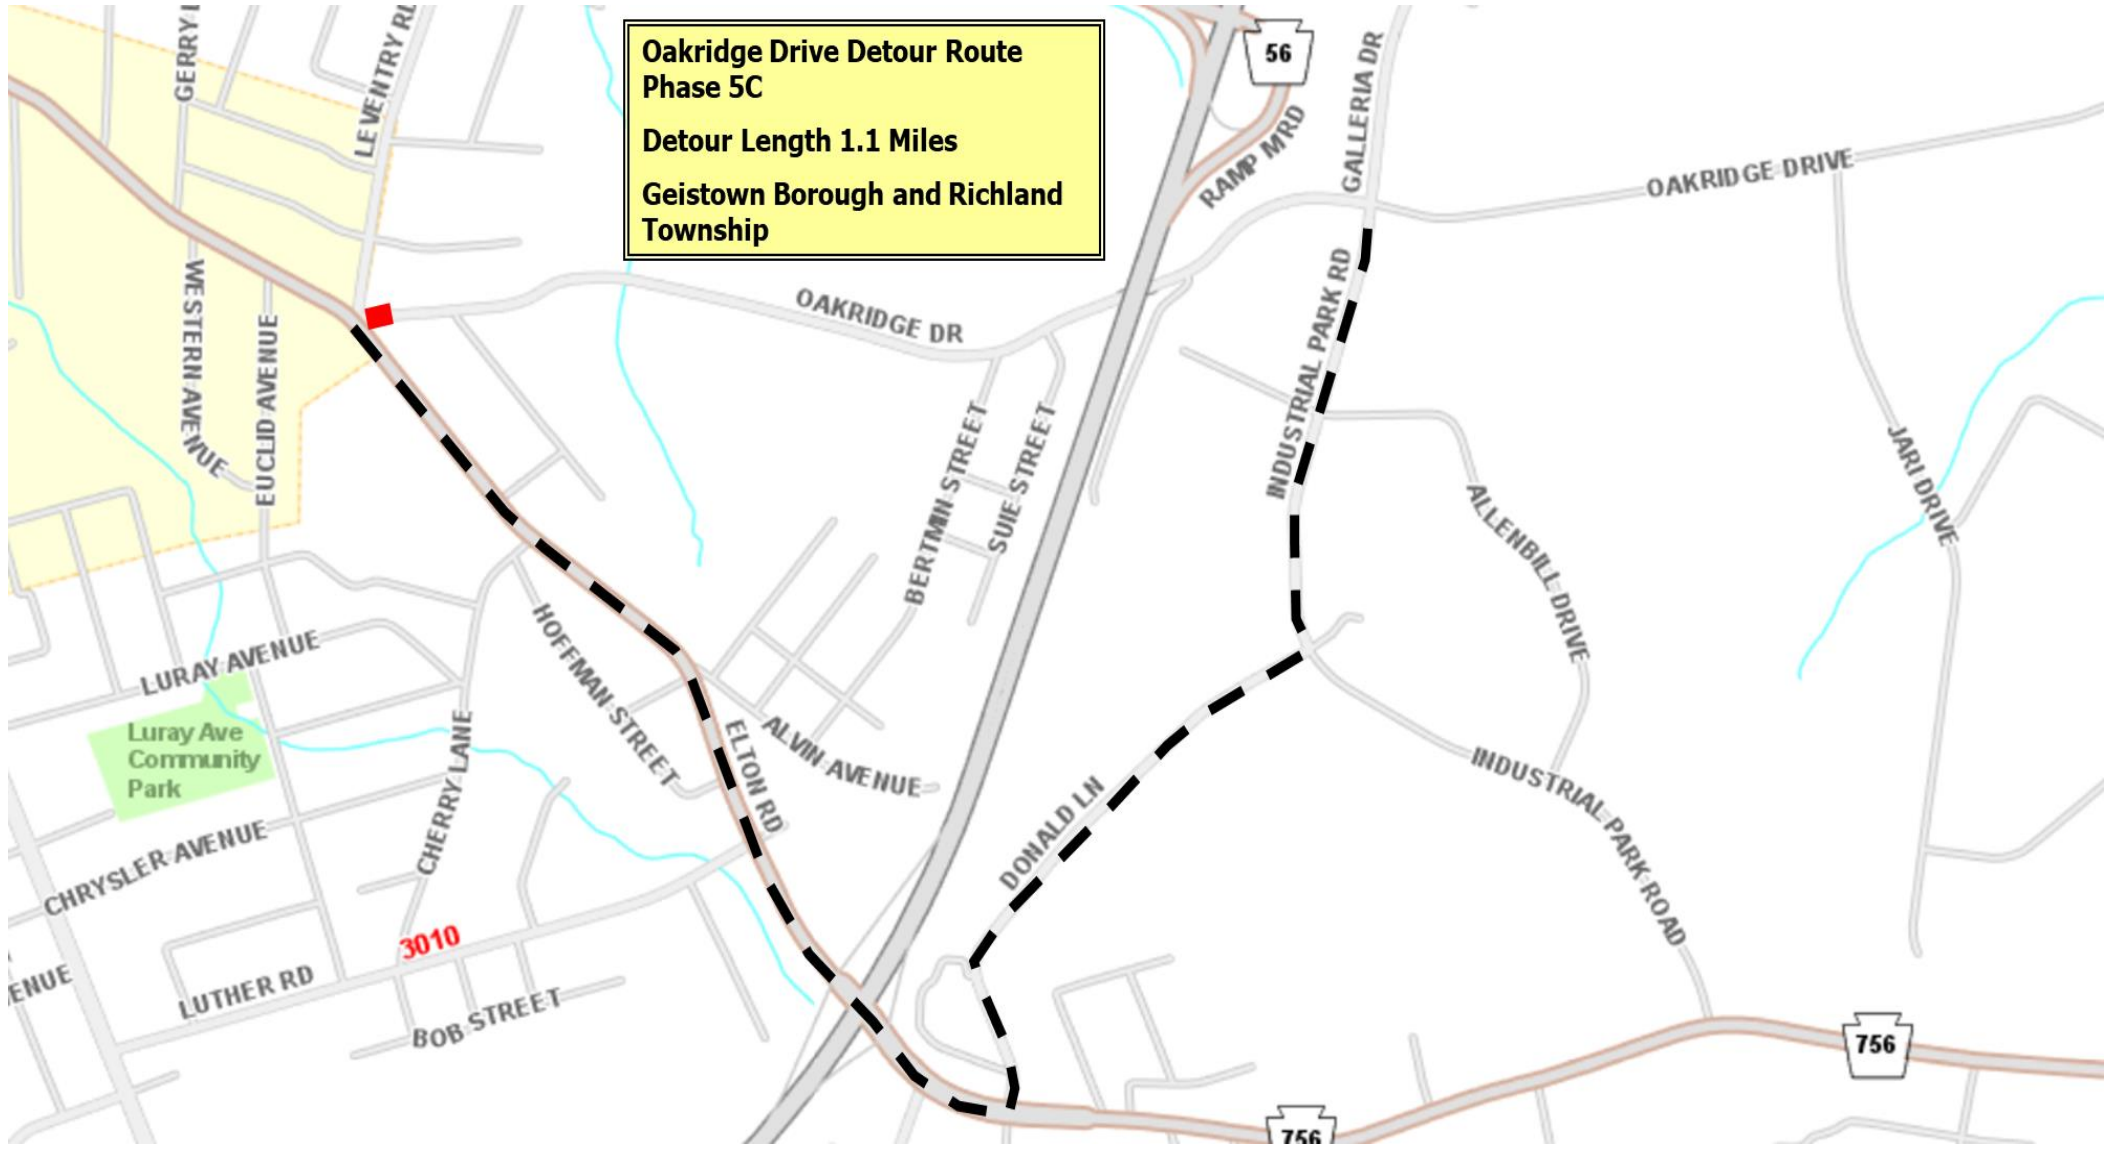 Oakridge Drive Detour Route
Phase 5C
Detour Length 1.1 Miles
Geistown Borough and Richland
Township
56
GERRY
LEVENTRY RD
GALLERIA DR
RAMP MRD
OAKRIDGE DRIVE
WESTERN AVENUE
EUCLID AVENUE
OAKRIDGE DR
INDUSTRIAL PARK RD
BERTMIN STREET
SUIE STREET
ALLENBILL DRIVE
JARI DRIVE
HOFFMAN STREET
LURAY AVENUE
Luray Ave
Community
Park
ELTON RD
ALVIN AVENUE
CHERRY LANE
DONALD LN
INDUSTRIAL PARK ROAD
CHRYSLER AVENUE
3010
LUTHER RD
ENUE
BOB STREET
756
756